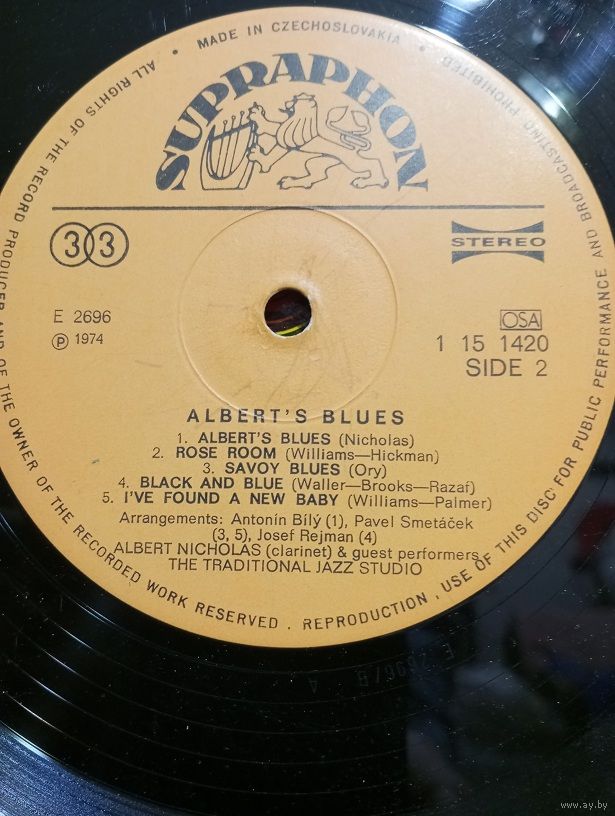 MADE IN CZECHOSLOVAKIA
ALL RIGHTS OF THE RECORD PRODUCER AND OF THE OWNER OF THE RECORDED WORK RESERVED . REPRODUCTION , USE OF THIS DISC FOR PUBLIC PERFORMANCE AND BROADCASTING PROHIBITED
SUPRAPHON
33
STEREO
E 2696
℗ 1974
OSA
1 15 1420
SIDE 2
ALBERT'S BLUES
1. ALBERT'S BLUES (Nicholas)
2. ROSE ROOM (Williams—Hickman)
3. SAVOY BLUES (Ory)
4. BLACK AND BLUE (Waller—Brooks—Razaf)
5. I'VE FOUND A NEW BABY (Williams—Palmer)
Arrangements: Antonín Bílý (1), Pavel Smetáček
(3, 5), Josef Rejman (4)
ALBERT NICHOLAS (clarinet) & guest performers
THE TRADITIONAL JAZZ STUDIO
www.ay.by